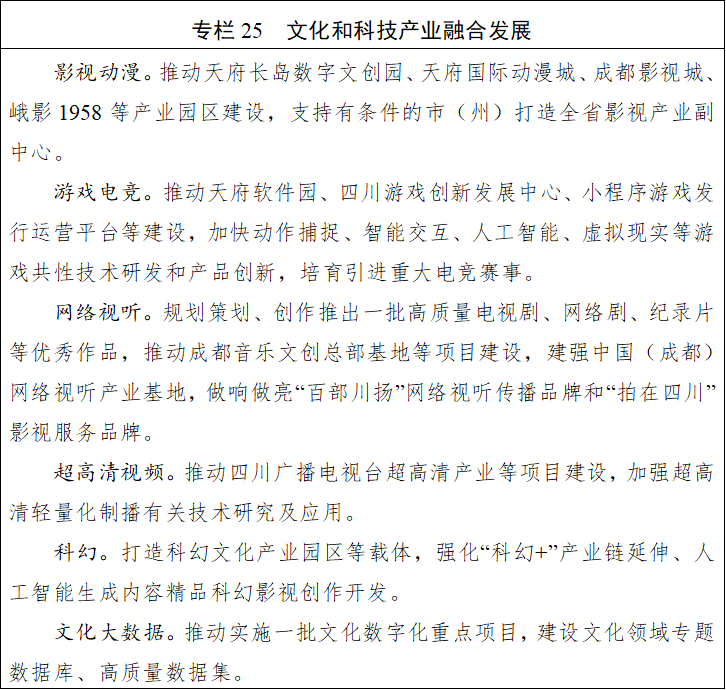 专栏 25　文化和科技产业融合发展
影视动漫。推动天府长岛数字文创园、天府国际动漫城、成都影视城、
峨影 1958 等产业园区建设，支持有条件的市（州）打造全省影视产业副
中心。
游戏电竞。推动天府软件园、四川游戏创新发展中心、小程序游戏发
行运营平台等建设，加快动作捕捉、智能交互、人工智能、虚拟现实等游
戏共性技术研发和产品创新，培育引进重大电竞赛事。
网络视听。规划策划、创作推出一批高质量电视剧、网络剧、纪录片
等优秀作品，推动成都音乐文创总部基地等项目建设，建强中国（成都）
网络视听产业基地，做响做亮“百部川扬”网络视听传播品牌和“拍在四川”
影视服务品牌。
超高清视频。推动四川广播电视台超高清产业等项目建设，加强超高
清轻量化制播有关技术研究及应用。
科幻。打造科幻文化产业园区等载体，强化“科幻+”产业链延伸、人
工智能生成内容精品科幻影视创作开发。
文化大数据。推动实施一批文化数字化重点项目，建设文化领域专题
数据库、高质量数据集。